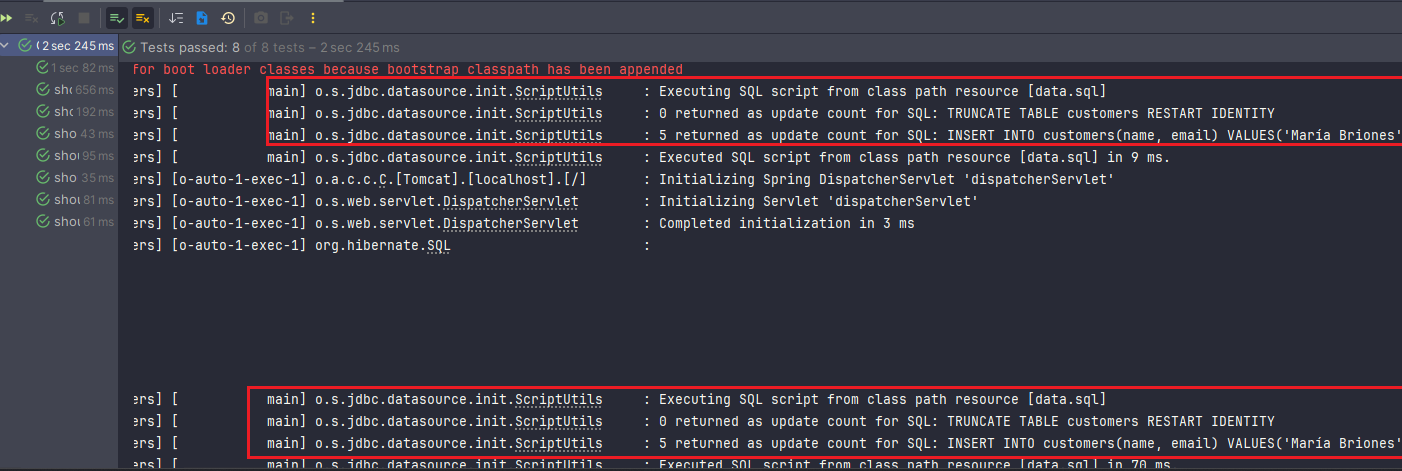 2 sec 245 ms
Tests passed: 8 of 8 tests – 2 sec 245 ms
1 sec 82 ms
sho 656 ms
sho 192 ms
sho 43 ms
sho 95 ms
sho 35 ms
shou 81 ms
shou 61 ms
for boot loader classes because bootstrap classpath has been appended
ers] [ main] o.s.jdbc.datasource.init.ScriptUtils : Executing SQL script from class path resource [data.sql]
ers] [ main] o.s.jdbc.datasource.init.ScriptUtils : 0 returned as update count for SQL: TRUNCATE TABLE customers RESTART IDENTITY
ers] [ main] o.s.jdbc.datasource.init.ScriptUtils : 5 returned as update count for SQL: INSERT INTO customers(name, email) VALUES('María Briones'
ers] [ main] o.s.jdbc.datasource.init.ScriptUtils : Executed SQL script from class path resource [data.sql] in 9 ms.
ers] [o-auto-1-exec-1] o.a.c.c.C.[Tomcat].[localhost].[/] : Initializing Spring DispatcherServlet 'dispatcherServlet'
ers] [o-auto-1-exec-1] o.s.web.servlet.DispatcherServlet : Initializing Servlet 'dispatcherServlet'
ers] [o-auto-1-exec-1] o.s.web.servlet.DispatcherServlet : Completed initialization in 3 ms
ers] [o-auto-1-exec-1] org.hibernate.SQL :
ers] [ main] o.s.jdbc.datasource.init.ScriptUtils : Executing SQL script from class path resource [data.sql]
ers] [ main] o.s.jdbc.datasource.init.ScriptUtils : 0 returned as update count for SQL: TRUNCATE TABLE customers RESTART IDENTITY
ers] [ main] o.s.jdbc.datasource.init.ScriptUtils : 5 returned as update count for SQL: INSERT INTO customers(name, email) VALUES('María Briones'
ers] [ main] o.s.jdbc.datasource.init.ScriptUtils : Executed SQL script from class path resource [data.sql] in 70 ms.